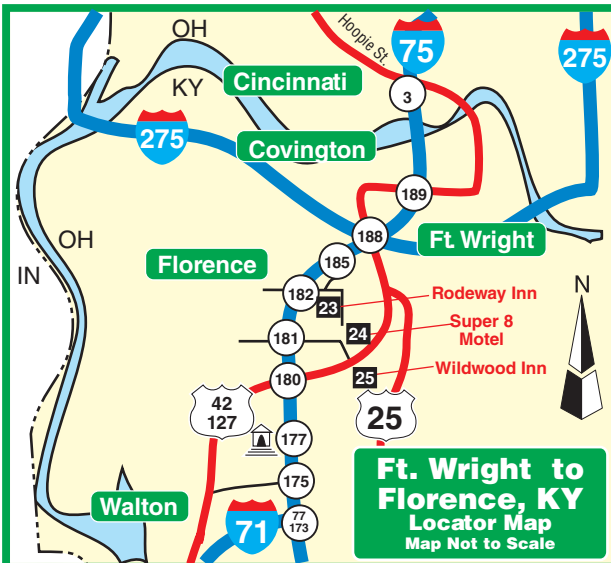 OH
Hoopie St.
75
275
KY
Cincinnati
3
275
Covington
189
OH
188
Ft. Wright
IN
Florence
185
N
182
23
Rodeway Inn
24
Super 8
Motel
181
25
Wildwood Inn
180
42
127
25
177
175
Walton
71
77
173
Ft. Wright to
Florence, KY
Locator Map
Map Not to Scale